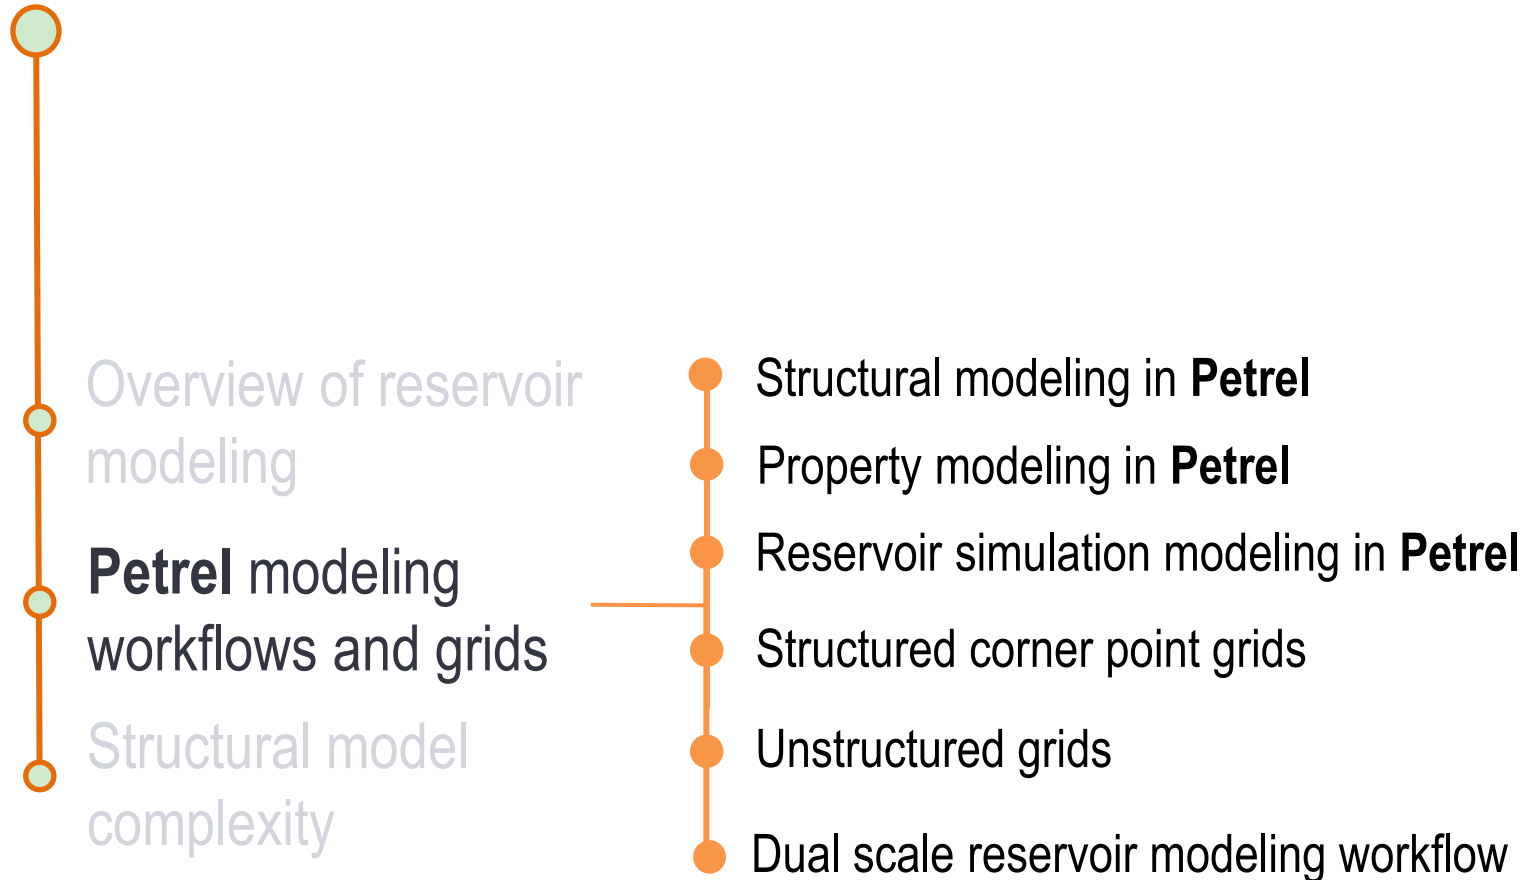 Overview of reservoir
modeling
Petrel modeling
workflows and grids
Structural model
complexity
Structural modeling in Petrel
Property modeling in Petrel
Reservoir simulation modeling in Petrel
Structured corner point grids
Unstructured grids
Dual scale reservoir modeling workflow